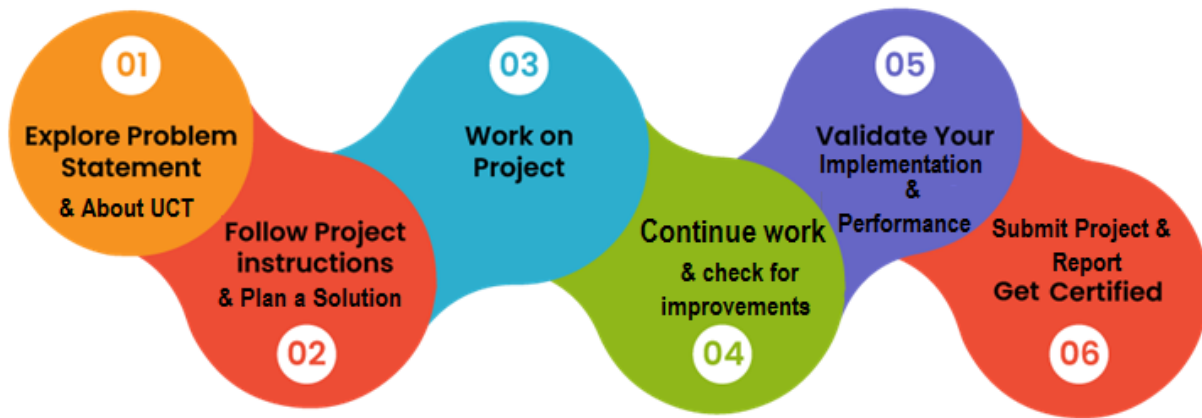 01
Explore Problem
Statement
& About UCT
Follow Project
instructions
& Plan a Solution
02
03
Work on
Project
Continue work
& check for
improvements
04
05
Validate Your
Implementation
&
Performance
Submit Project &
Report
Get Certified
06